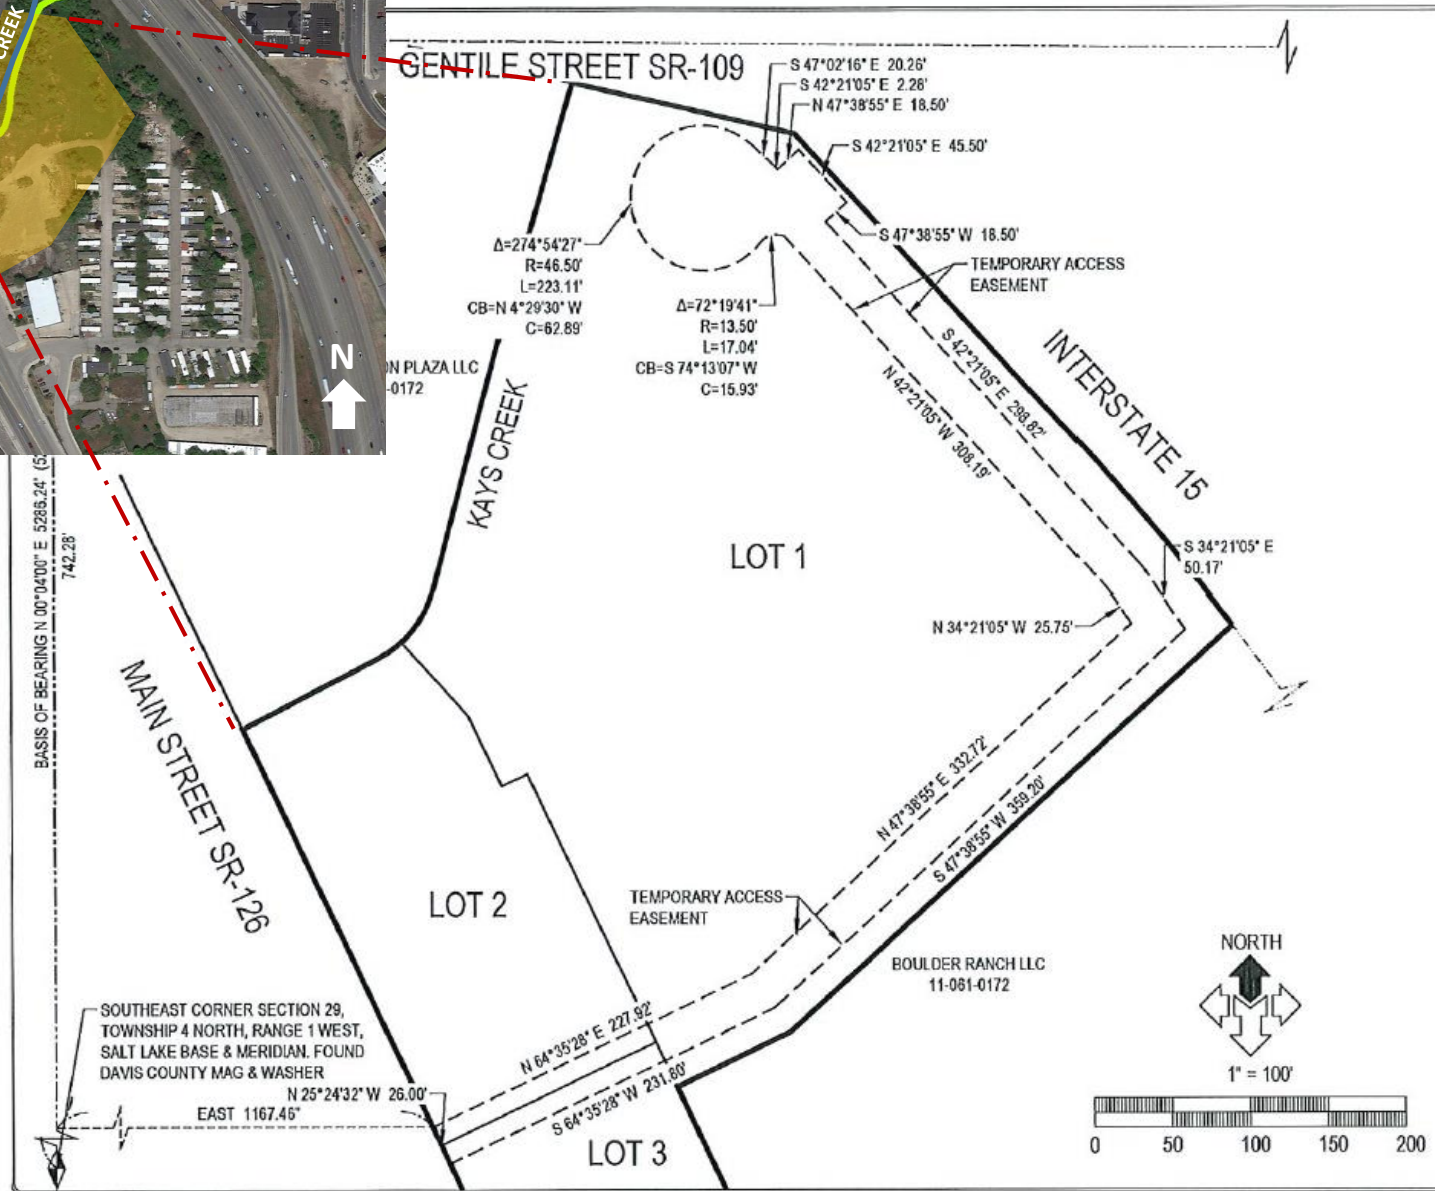 CREEK
GENTILE STREET SR-109
S 47°02'16" E 20.26'
S 42°21'05" E 2.28'
N 47°38'55" E 18.50'
S 42°21'05" E 45.50'
S 47°38'55" W 18.50'
TEMPORARY ACCESS
EASEMENT
Δ=274°54'27"
R=46.50'
L=223.11'
CB=N 4°29'30" W
C=62.89'
Δ=72°19'41"
R=13.50'
L=17.04'
CB=S 74°13'07" W
C=15.93'
N
PLAZA LLC
-0172
KAYS CREEK
S 42°21'05" E 298.82'
N 42°21'05" W 308.19'
INTERSTATE 15
BASIS OF BEARING N 00°04'00" E 5286.24'
742.28'
LOT 1
S 34°21'05" E
50.17'
N 34°21'05" W 25.75'
MAIN STREET SR-126
N 47°38'55" E 332.72'
S 47°38'55" W 359.20'
LOT 2
TEMPORARY ACCESS
EASEMENT
BOULDER RANCH LLC
11-061-0172
NORTH
1" = 100'
0 50 100 150 200
SOUTHEAST CORNER SECTION 29,
TOWNSHIP 4 NORTH, RANGE 1 WEST,
SALT LAKE BASE & MERIDIAN. FOUND
DAVIS COUNTY MAG & WASHER
N 25°24'32" W 26.00'
EAST 1167.46"
N 64°35'28" E 227.92'
S 64°35'28" W 231.60'
LOT 3